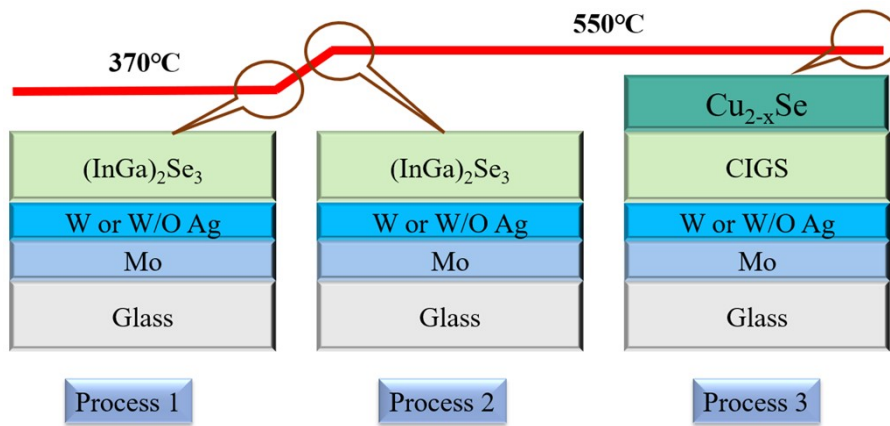 370°C
550°C
Cu₂₋ₓSe
(InGa)₂Se₃
(InGa)₂Se₃
CIGS
W or W/O Ag
W or W/O Ag
W or W/O Ag
Mo
Mo
Mo
Glass
Glass
Glass
Process 1
Process 2
Process 3